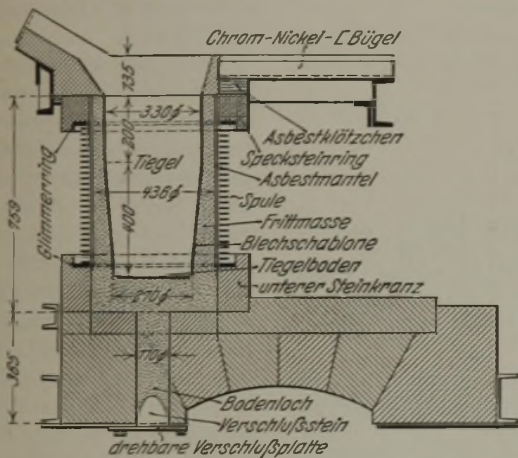 Chrom-Nickel-[Bügel
135
330⌀
200
Asbestklötzchen
Specksteinring
Tiegel
Asbestmantel
436⌀
Spule
759
Glimmerring
400
Frittmasse
Blechschablone
Tiegelboden
270⌀
unterer Steinkranz
365
110⌀
Bodenloch
Verschlußstein
drehbare Verschlußplatte